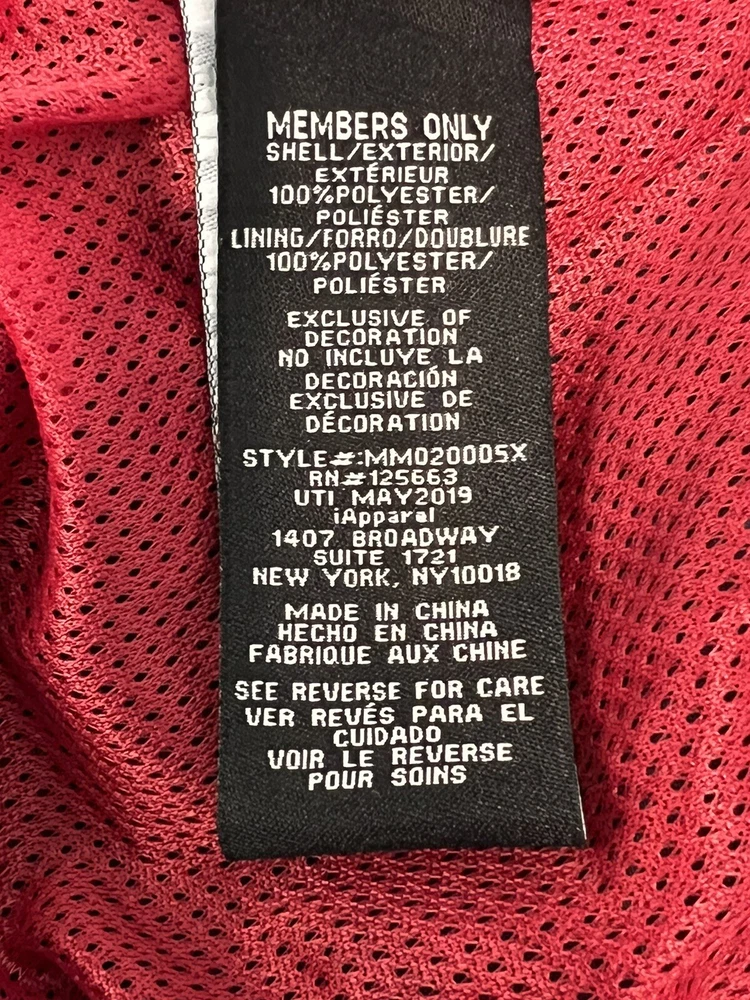 MEMBERS ONLY
SHELL/EXTERIOR/
EXTÉRIEUR
100%POLYESTER/
POLIÉSTER
LINING/FORRO/DOUBLURE
100%POLYESTER/
POLIÉSTER
EXCLUSIVE OF
DECORATION
NO INCLUYE LA
DECORACIÓN
EXCLUSIVE DE
DÉCORATION
STYLE#:MM020005X
RN#125663
UTI MAY2019
iApparal
1407 BROADWAY
SUITE 1721
NEW YORK, NY10018
MADE IN CHINA
HECHO EN CHINA
FABRIQUE AUX CHINE
SEE REVERSE FOR CARE
VER REVÉS PARA EL
CUIDADO
VOIR LE REVERSE
POUR SOINS